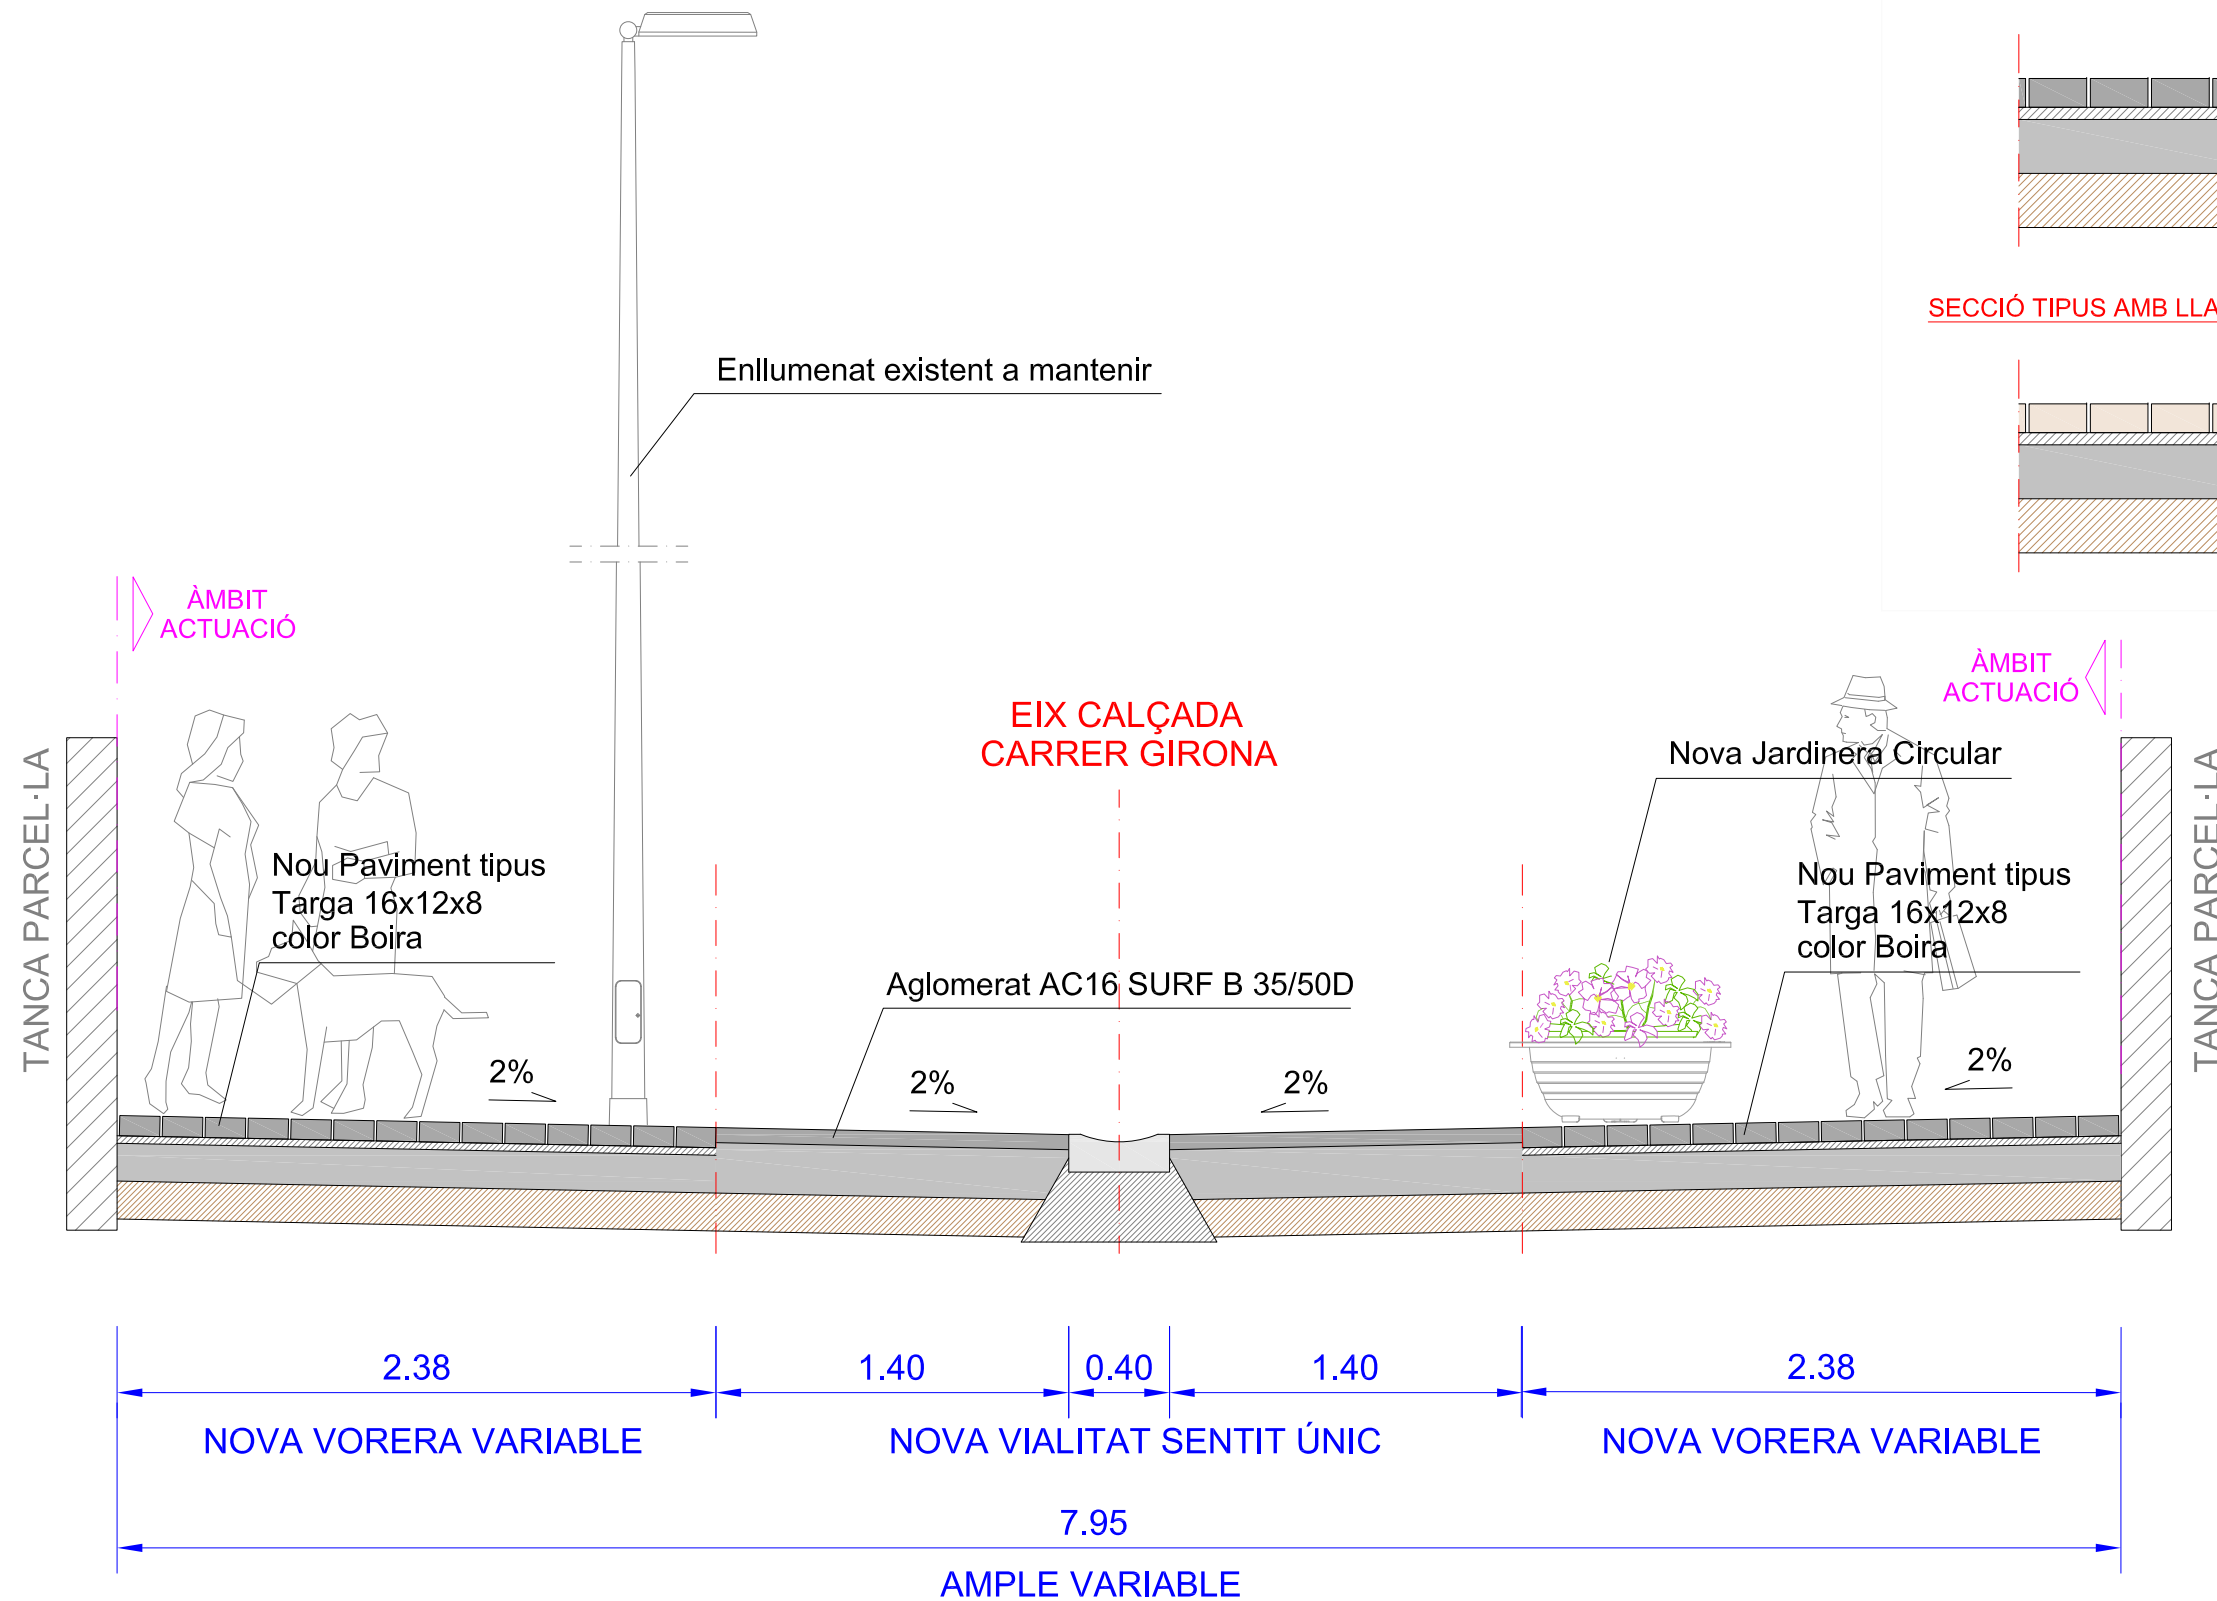 SECCIÓ TIPUS AMB LLA
Enllumenat existent a mantenir
ÀMBIT
ACTUACIÓ
ÀMBIT
ACTUACIÓ
EIX CALÇADA
CARRER GIRONA
Nova Jardinera Circular
TANCA PARCEL·LA
TANCA PARCEL·LA
Nou Paviment tipus
Targa 16x12x8
color Boira
Nou Paviment tipus
Targa 16x12x8
color Boira
Aglomerat AC16 SURF B 35/50D
2%
2%
2%
2%
2.38
1.40
0.40
1.40
2.38
NOVA VORERA VARIABLE
NOVA VIALITAT SENTIT ÚNIC
NOVA VORERA VARIABLE
7.95
AMPLE VARIABLE